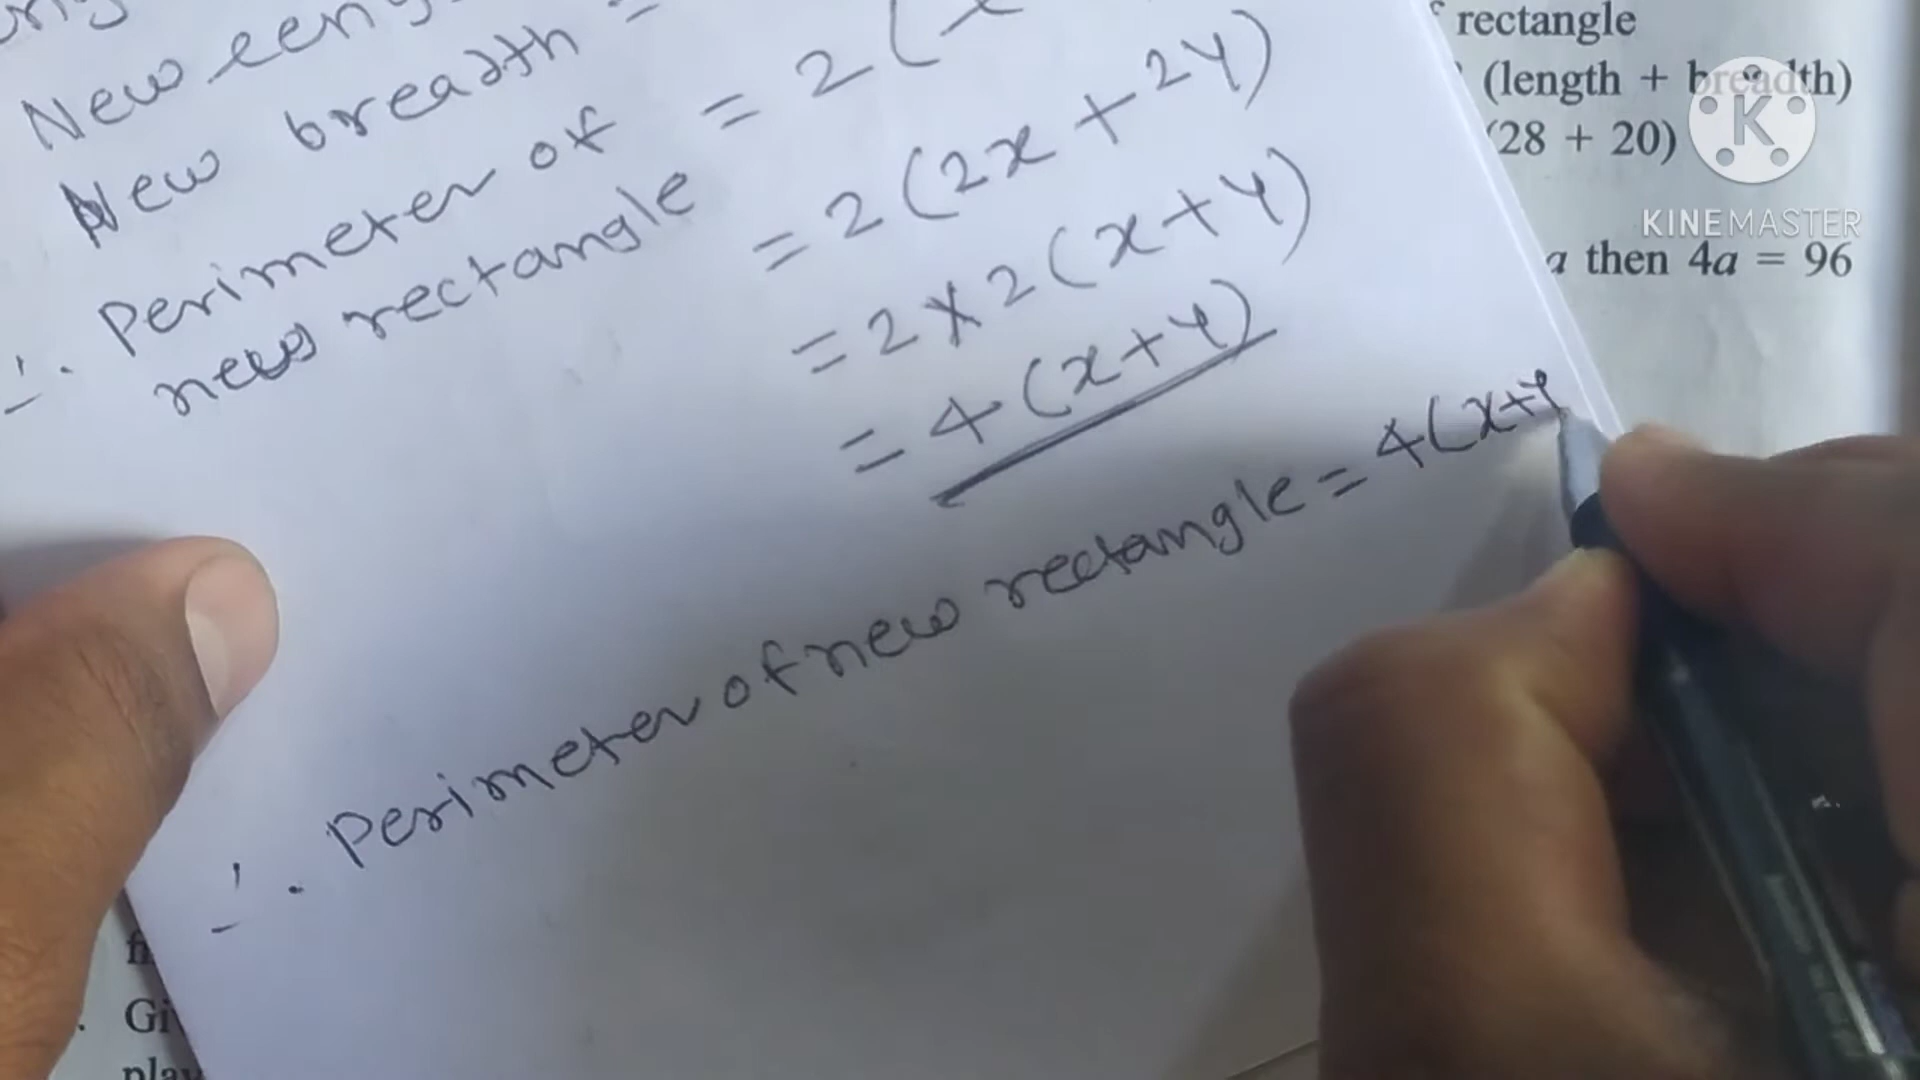 New
New breadth =
∴ Perimeter of = 2(x
new rectangle
= 2(2x + 2y)
= 2×2(x+y)
= 4(x+y)
∴ Perimeter of new rectangle = 4(x+y
rectangle
(length + breadth)
(28 + 20)
KINEMASTER
a then 4a = 96